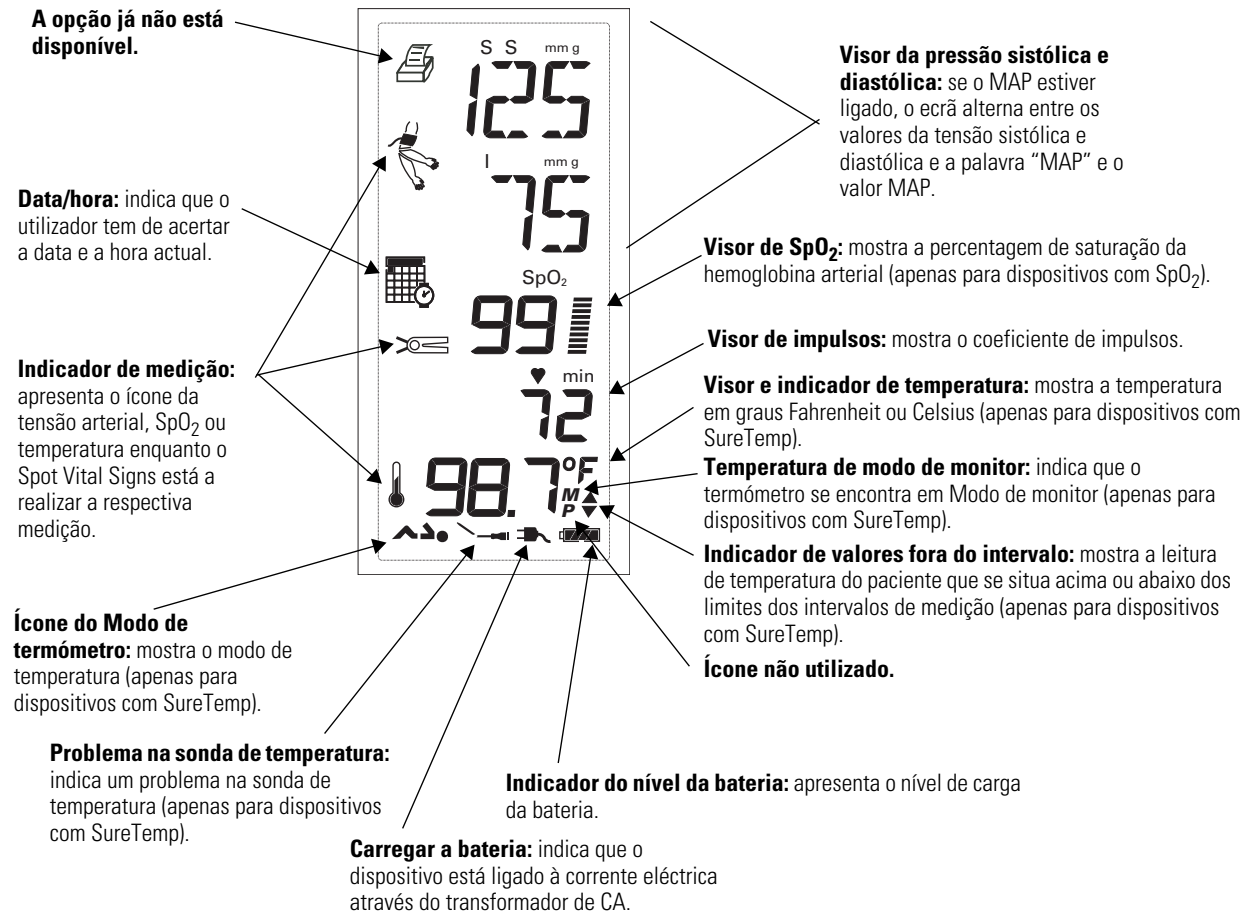 A opção já não está
disponível.
S S mm g
125
I mm g
75
SpO2
99
min
72
98.7°F
M
P
Visor da pressão sistólica e
diastólica: se o MAP estiver
ligado, o ecrã alterna entre os
valores da tensão sistólica e
diastólica e a palavra “MAP” e o
valor MAP.
Data/hora: indica que o
utilizador tem de acertar
a data e a hora actual.
Visor de SpO2: mostra a percentagem de saturação da
hemoglobina arterial (apenas para dispositivos com SpO2).
Visor de impulsos: mostra o coeficiente de impulsos.
Indicador de medição:
apresenta o ícone da
tensão arterial, SpO2 ou
temperatura enquanto o
Spot Vital Signs está a
realizar a respectiva
medição.
Visor e indicador de temperatura: mostra a temperatura
em graus Fahrenheit ou Celsius (apenas para dispositivos com
SureTemp).
Temperatura de modo de monitor: indica que o
termómetro se encontra em Modo de monitor (apenas para
dispositivos com SureTemp).
Indicador de valores fora do intervalo: mostra a leitura
de temperatura do paciente que se situa acima ou abaixo dos
limites dos intervalos de medição (apenas para dispositivos
com SureTemp).
Ícone não utilizado.
Ícone do Modo de
termómetro: mostra o modo de
temperatura (apenas para
dispositivos com SureTemp).
Problema na sonda de temperatura:
indica um problema na sonda de
temperatura (apenas para dispositivos
com SureTemp).
Indicador do nível da bateria: apresenta o nível de carga
da bateria.
Carregar a bateria: indica que o
dispositivo está ligado à corrente eléctrica
através do transformador de CA.